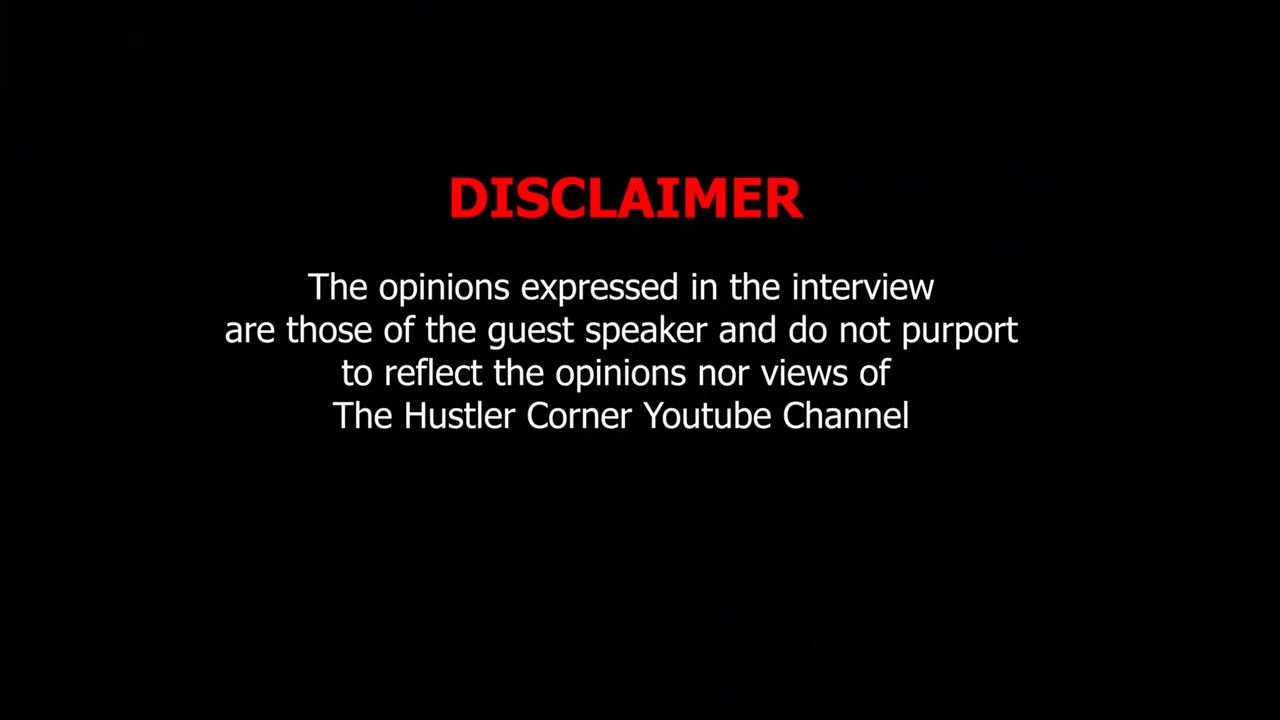 DISCLAIMER
The opinions expressed in the interview
are those of the guest speaker and do not purport
to reflect the opinions nor views of
The Hustler Corner Youtube Channel